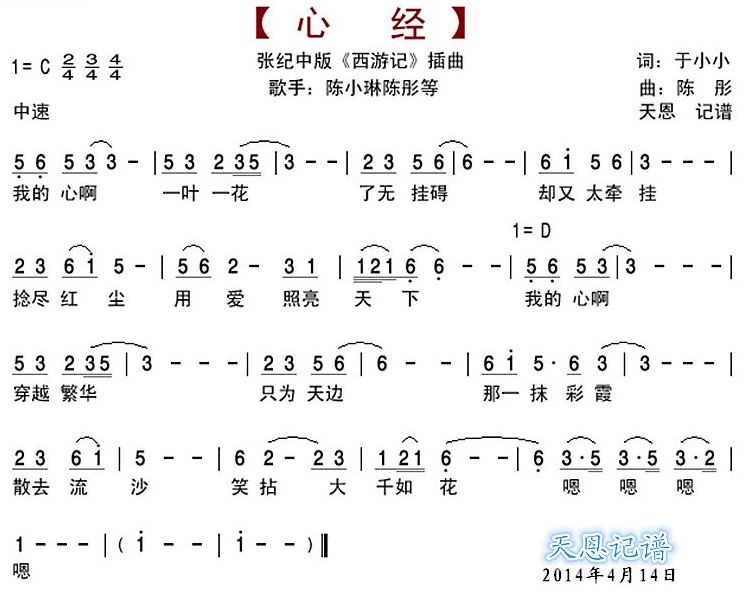 【心 经】
1=C 2/4 3/4 4/4
张纪中版《西游记》插曲
词：于小小
歌手：陈小琳陈彤等
曲：陈 彤
中速
天恩 记谱
5 6 5 3 3 - | 5 3 2 3 5 | 3 - - | 2 3 5 6 | 6 - - | 6 i 5 6 | 3 - - - |
我的 心啊 一叶 一花 了无 挂碍 却又 太牵 挂
1=D
2 3 6 i 5 - | 5 6 2 - 3 1 | 1 2 1 6 6 - - | 5 6 5 3 | 3 - - - |
捻尽 红 尘 用 爱 照亮 天 下 我的 心啊
5 3 2 3 5 | 3 - - | 2 3 5 6 | 6 - - | 6 i 5· 6 3 | 3 - - - |
穿越 繁华 只为 天边 那一 抹 彩 霞
2 3 6 i | 5 - - | 6 2 - 2 3 | 1 2 1 6 - - | 6 3·5 3·5 3·2 |
散去 流 沙 笑 拈 大 千如 花 嗯 嗯 嗯
1 - - - | ( i - - | i - - ) ‖
嗯
天恩记谱
2014年4月14日